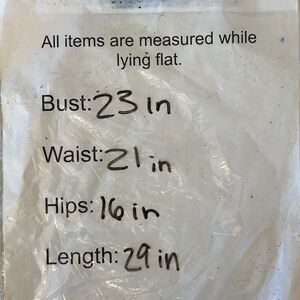 All items are measured while
lying flat.
Bust: 23 in
Waist: 21 in
Hips: 16 in
Length: 29 in